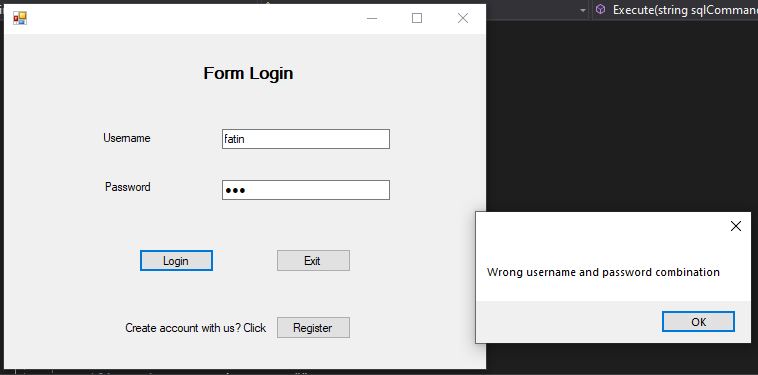 Execute(string sqlComman
Form Login
Username
fatin
Password
Login
Exit
Wrong username and password combination
OK
Create account with us? Click
Register